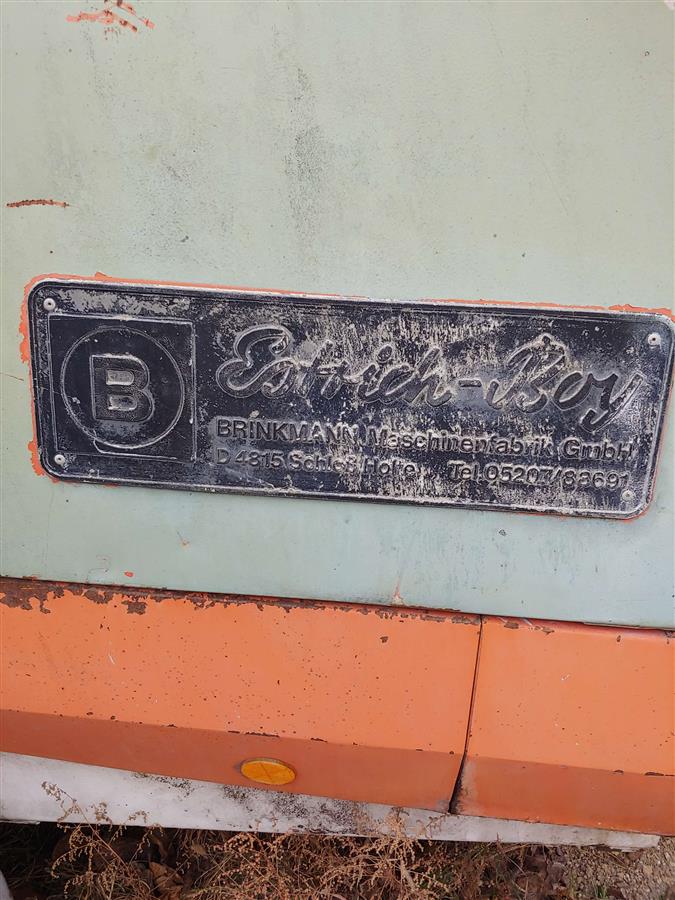 B
Estrich-Boy
BRINKMANN Maschinenfabrik GmbH
D 4815 Schloß Holte Tel.05207/88691